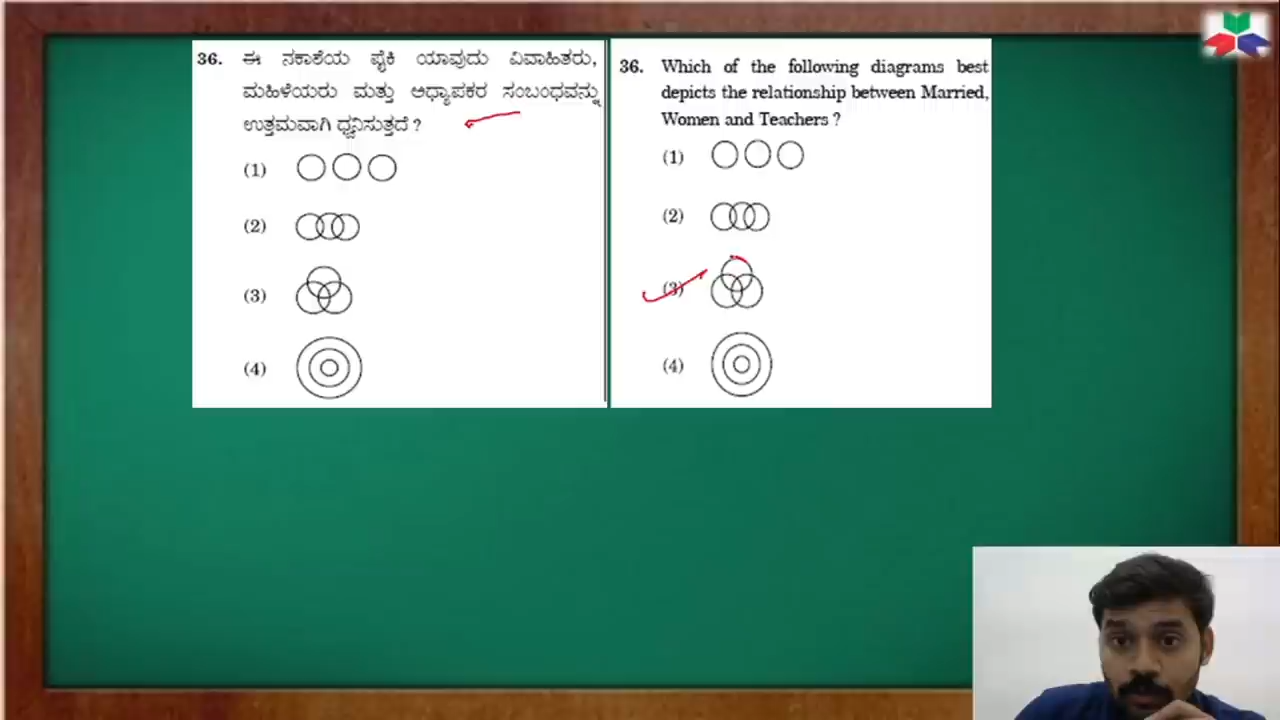 36. ಈ ನಕಾಶೆಯ ಪೈಕಿ ಯಾವುದು ವಿವಾಹಿತರು,
ಮಹಿಳೆಯರು ಮತ್ತು ಅಧ್ಯಾಪಕರ ಸಂಬಂಧವನ್ನು
ಉತ್ತಮವಾಗಿ ಧ್ವನಿಸುತ್ತದೆ ?
(1)
(2)
(3)
(4)
36. Which of the following diagrams best
depicts the relationship between Married,
Women and Teachers ?
(1)
(2)
(3)
(4)